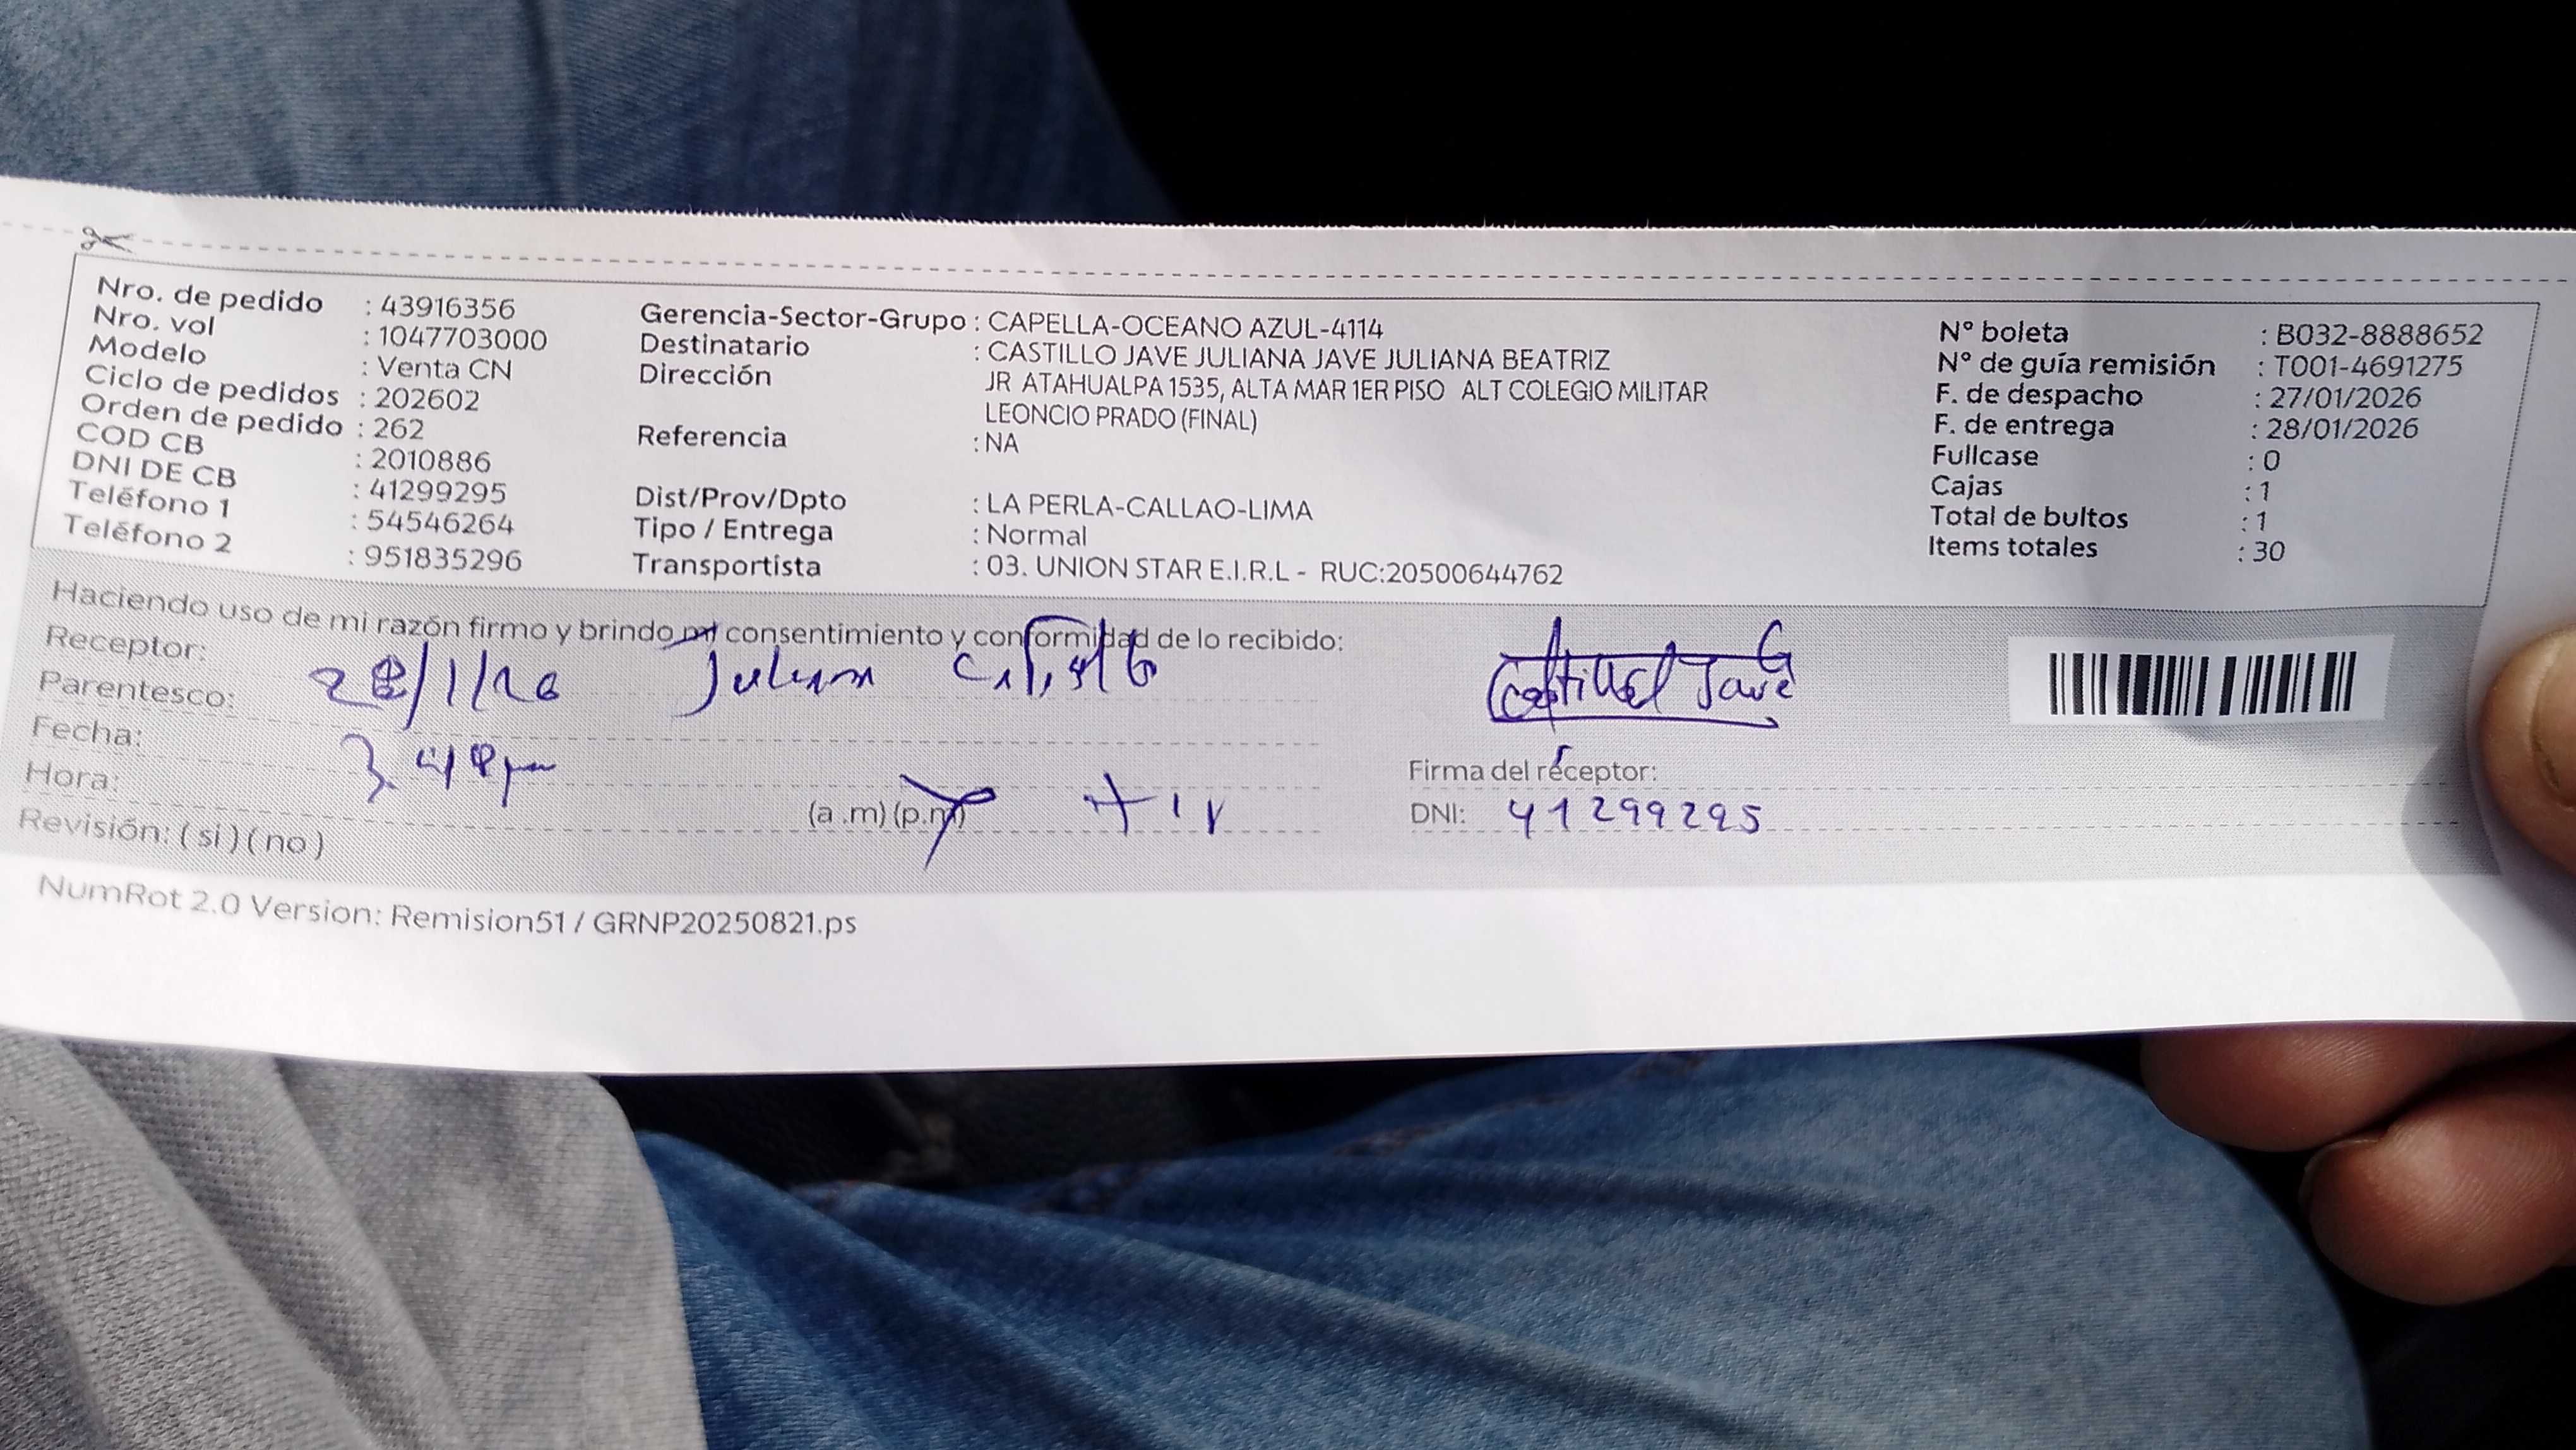 Nro. de pedido : 43916356
Nro. vol : 1047703000
Modelo : Venta CN
Ciclo de pedidos : 202602
Orden de pedido : 262
COD CB : 2010886
DNI DE CB : 41299295
Teléfono 1 : 54546264
Teléfono 2 : 951835296
Gerencia-Sector-Grupo : CAPELLA-OCEANO AZUL-4114
Destinatario : CASTILLO JAVE JULIANA JAVE JULIANA BEATRIZ
Dirección JR ATAHUALPA 1535, ALTA MAR 1ER PISO ALT COLEGIO MILITAR
LEONCIO PRADO (FINAL)
Referencia : NA
Dist/Prov/Dpto : LA PERLA-CALLAO-LIMA
Tipo / Entrega : Normal
Transportista : 03. UNION STAR E.I.R.L - RUC:20500644762
N° boleta : B032-8888652
N° de guía remisión : T001-4691275
F. de despacho : 27/01/2026
F. de entrega : 28/01/2026
Fullcase : 0
Cajas : 1
Total de bultos : 1
Items totales : 30
Haciendo uso de mi razón firmo y brindo mi consentimiento y conformidad de lo recibido:
Receptor:
Parentesco: 28/1/26
Fecha:
Hora: (a.m) (p.m)
Revisión: ( si ) ( no )
Castillo Jave
Firma del receptor:
DNI: 41299295
NumRot 2.0 Version: Remision51 / GRNP20250821.ps